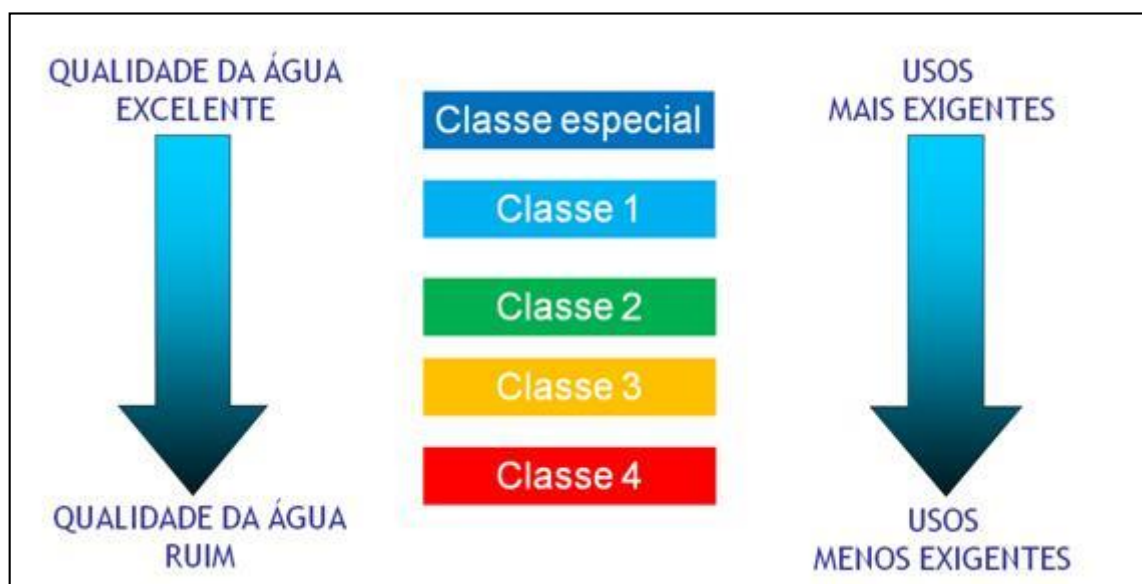 QUALIDADE DA ÁGUA
EXCELENTE
USOS
MAIS EXIGENTES
Classe especial
Classe 1
Classe 2
Classe 3
Classe 4
QUALIDADE DA ÁGUA
RUIM
USOS
MENOS EXIGENTES